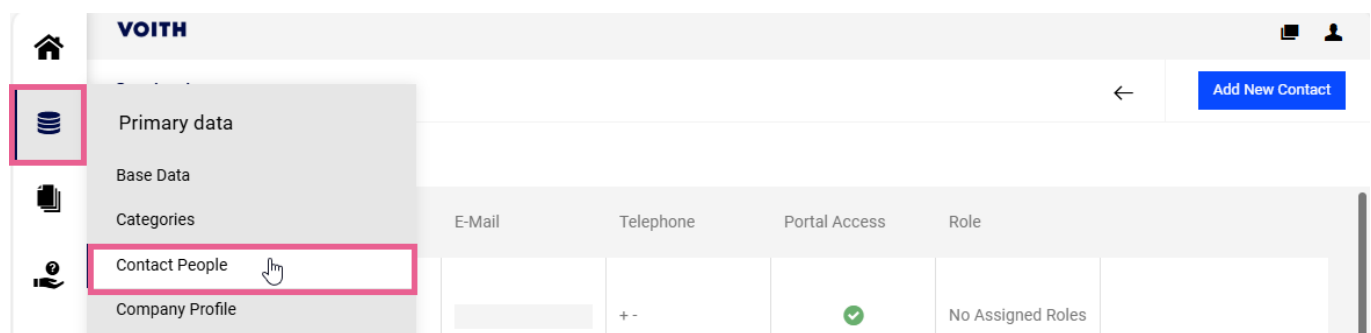 VOITH
Add New Contact
Primary data
Base Data
Categories
E-Mail
Telephone
Portal Access
Role
Contact People
Company Profile
+ -
No Assigned Roles